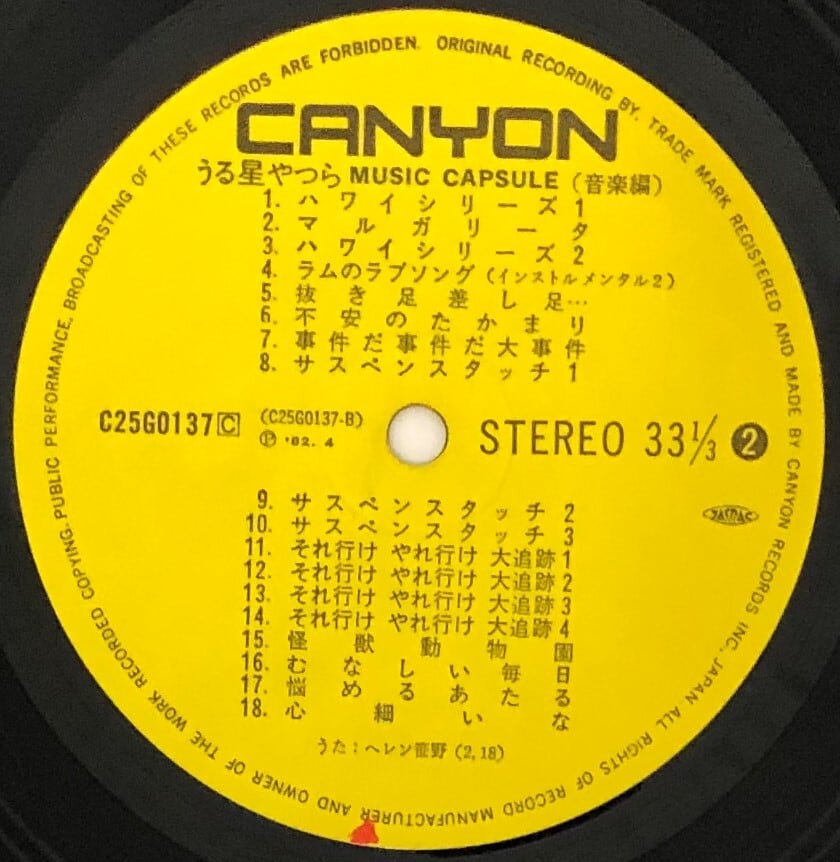 CANYON
うる星やつら MUSIC CAPSULE (音楽編)
1. ハワイシリーズ1
2. マルガリータ
3. ハワイシリーズ2
4. ラムのラブソング (インストルメンタル2)
5. 抜き足差し足…
6. 不安のたかまり
7. 事件だ事件だ大事件
8. サスペンスタッチ1
C25G0137 C (C25G0137-B)
Ⓟ '82. 4
STEREO 33 1/3 2
JASRAC
9. サスペンスタッチ2
10. サスペンスタッチ3
11. それ行け やれ行け 大追跡1
12. それ行け やれ行け 大追跡2
13. それ行け やれ行け 大追跡3
14. それ行け やれ行け 大追跡4
15. 怪獣動物園
16. むなしい毎日
17. 悩めるあたる
18. 心細いな
うた：ヘレン笹野 (2, 18)
ORIGINAL RECORDING BY. TRADE MARK REGISTERED AND MADE BY CANYON RECORDS INC, JAPAN ALL RIGHTS OF RECORD MANUFACTURER AND OWNER OF THE WORK RECORDED COPYING. PUBLIC PERFORMANCE, BROADCASTING OF THESE RECORDS ARE FORBIDDEN.